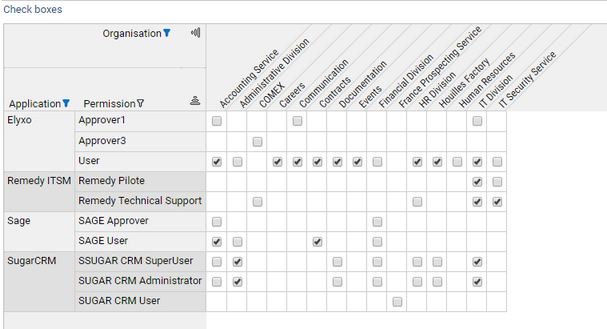 Check boxes
Organisation
Accounting Service
Administrative Division
COMEX
Careers
Communication
Contracts
Documentation
Events
Financial Division
France Prospecting Service
HR Division
Houilles Factory
Human Resources
IT Division
IT Security Service
Application Permission
Elyxo Approver1
Approver3
User
Remedy ITSM Remedy Pilote
Remedy Technical Support
Sage SAGE Approver
SAGE User
SugarCRM SSUGAR CRM SuperUser
SUGAR CRM Administrator
SUGAR CRM User